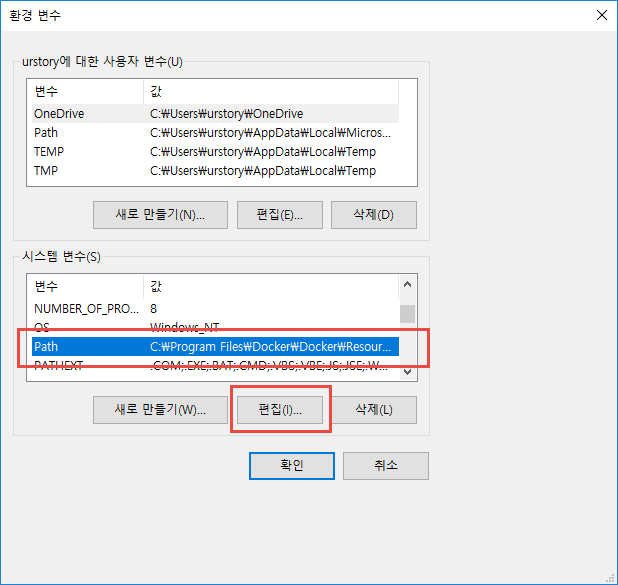 환경 변수
urstory에 대한 사용자 변수(U)
변수 값
OneDrive C:₩Users₩urstory₩OneDrive
Path C:₩Users₩urstory₩AppData₩Local₩Micros...
TEMP C:₩Users₩urstory₩AppData₩Local₩Temp
TMP C:₩Users₩urstory₩AppData₩Local₩Temp
새로 만들기(N)... 편집(E)... 삭제(D)
시스템 변수(S)
변수 값
NUMBER_OF_PRO... 8
OS Windows_NT
Path C:₩Program Files₩Docker₩Docker₩Resour...
PATHEXT .COM;.EXE;.BAT;.CMD;.VBS;.VBE;.JS;.JSE;.W...
새로 만들기(W)... 편집(I)... 삭제(L)
확인 취소